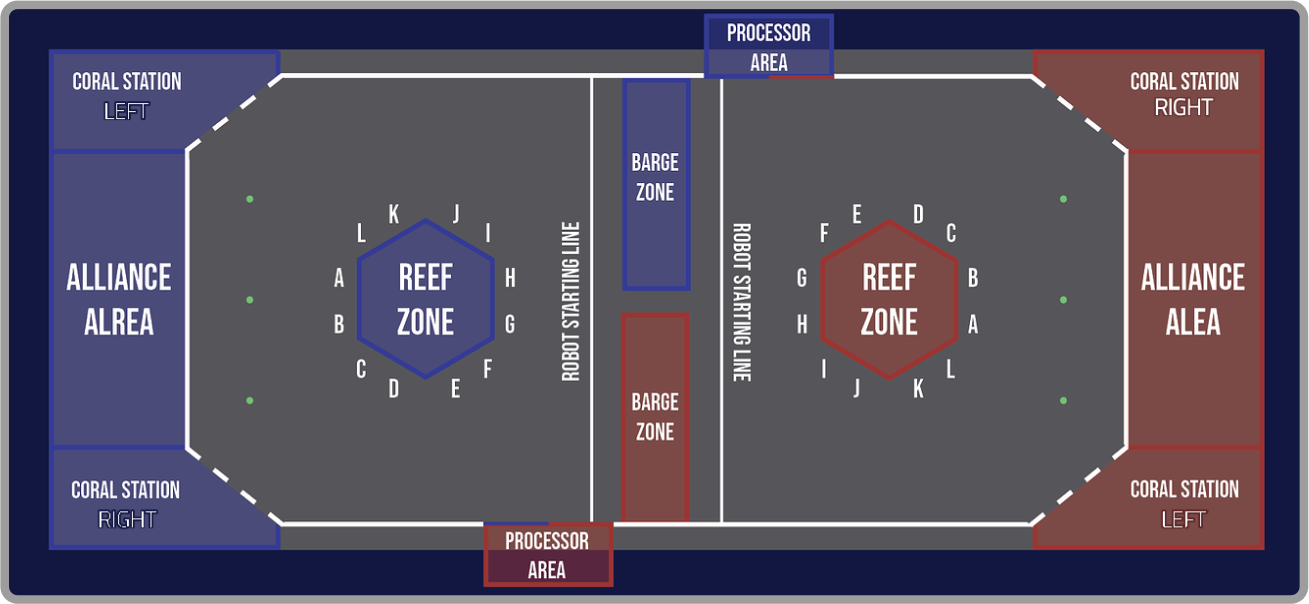 PROCESSOR
AREA
CORAL STATION
LEFT
CORAL STATION
RIGHT
BARGE
ZONE
K J
L I
A H
B G
C F
D E
REEF
ZONE
ROBOT STARTING LINE
ROBOT STARTING LINE
E D
F C
G B
H A
I L
J K
REEF
ZONE
ALLIANCE
ALREA
ALLIANCE
ALEA
BARGE
ZONE
CORAL STATION
RIGHT
CORAL STATION
LEFT
PROCESSOR
AREA